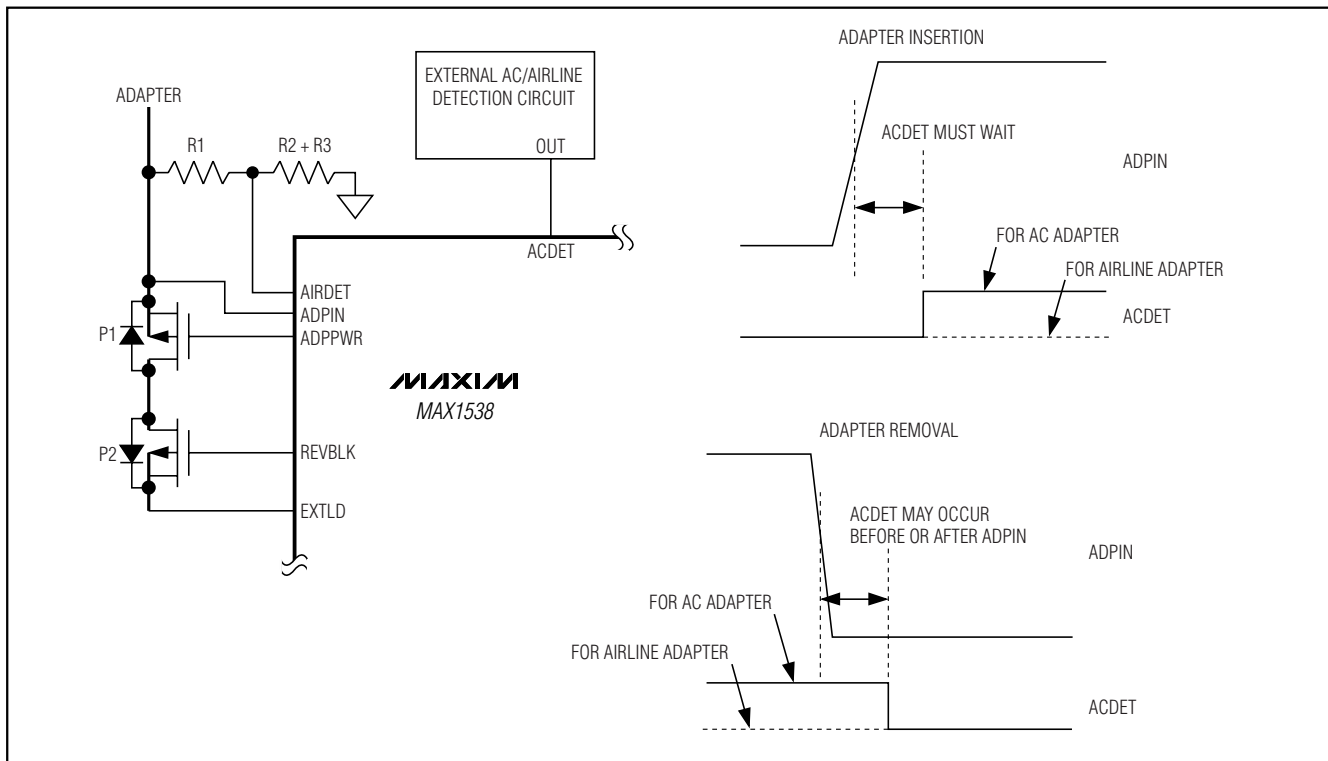 ADAPTER
R1
R2 + R3
EXTERNAL AC/AIRLINE
DETECTION CIRCUIT
OUT
ACDET
AIRDET
ADPIN
ADPPWR
P1
MAXIM
MAX1538
P2
REVBLK
EXTLD
ADAPTER INSERTION
ACDET MUST WAIT
ADPIN
FOR AC ADAPTER
FOR AIRLINE ADAPTER
ACDET
ADAPTER REMOVAL
ACDET MAY OCCUR
BEFORE OR AFTER ADPIN
ADPIN
FOR AC ADAPTER
FOR AIRLINE ADAPTER
ACDET